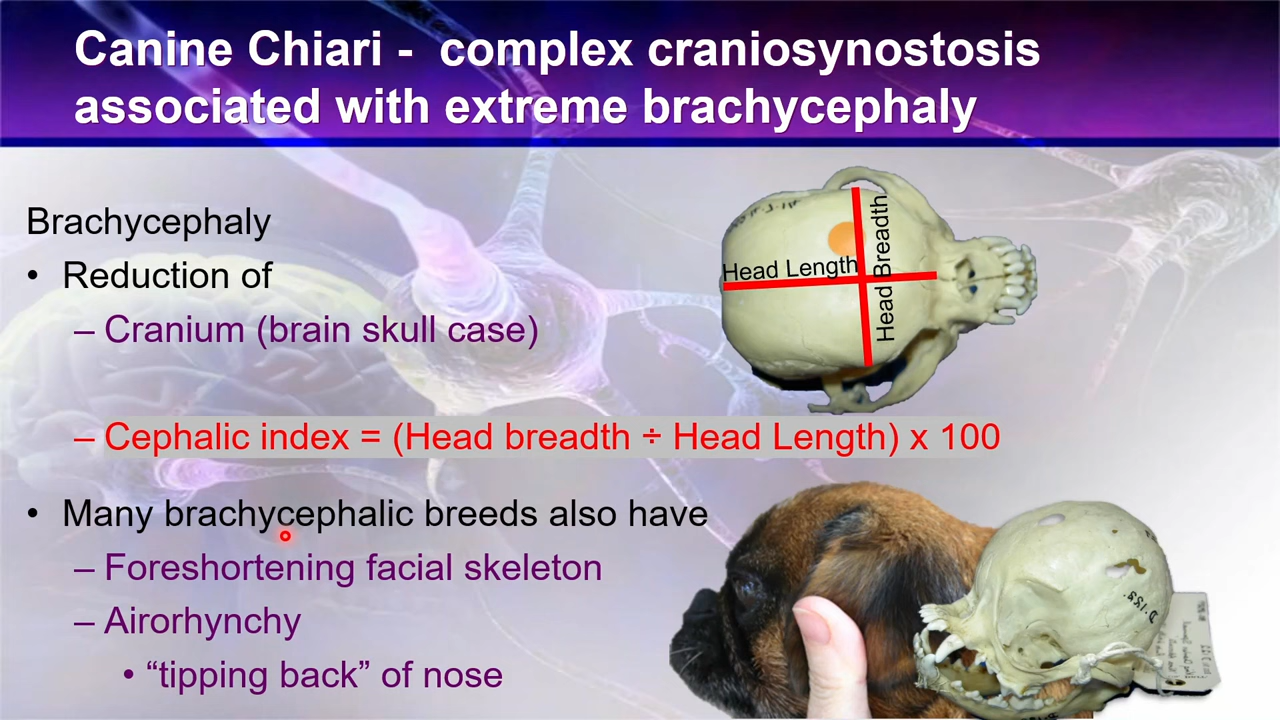 Canine Chiari - complex craniosynostosis
associated with extreme brachycephaly
Brachycephaly
• Reduction of
– Cranium (brain skull case)
Head Length
Head Breadth
– Cephalic index = (Head breadth ÷ Head Length) x 100
• Many brachycephalic breeds also have
– Foreshortening facial skeleton
– Airorhynchy
• “tipping back” of nose
D-133.